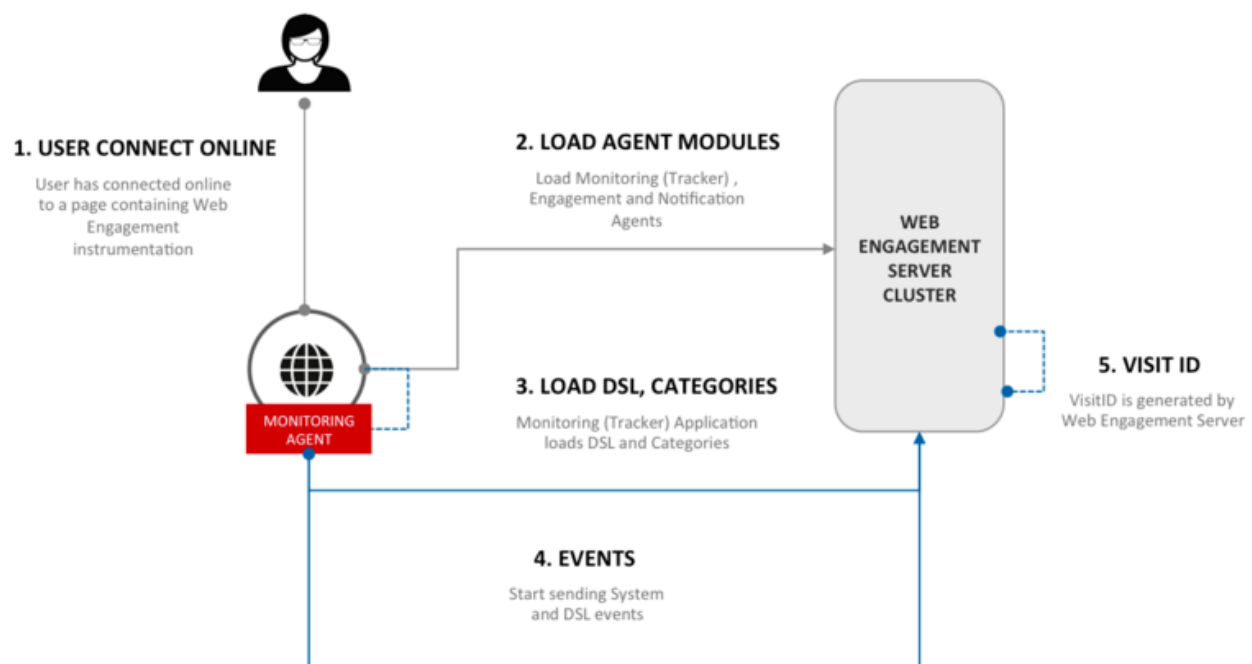 1. USER CONNECT ONLINE
User has connected online
to a page containing Web
Engagement
instrumentation
2. LOAD AGENT MODULES
Load Monitoring (Tracker) ,
Engagement and Notification
Agents
WEB
ENGAGEMENT
SERVER
CLUSTER
MONITORING
AGENT
3. LOAD DSL, CATEGORIES
Monitoring (Tracker) Application
loads DSL and Categories
5. VISIT ID
VisitID is generated by
Web Engagement Server
4. EVENTS
Start sending System
and DSL events